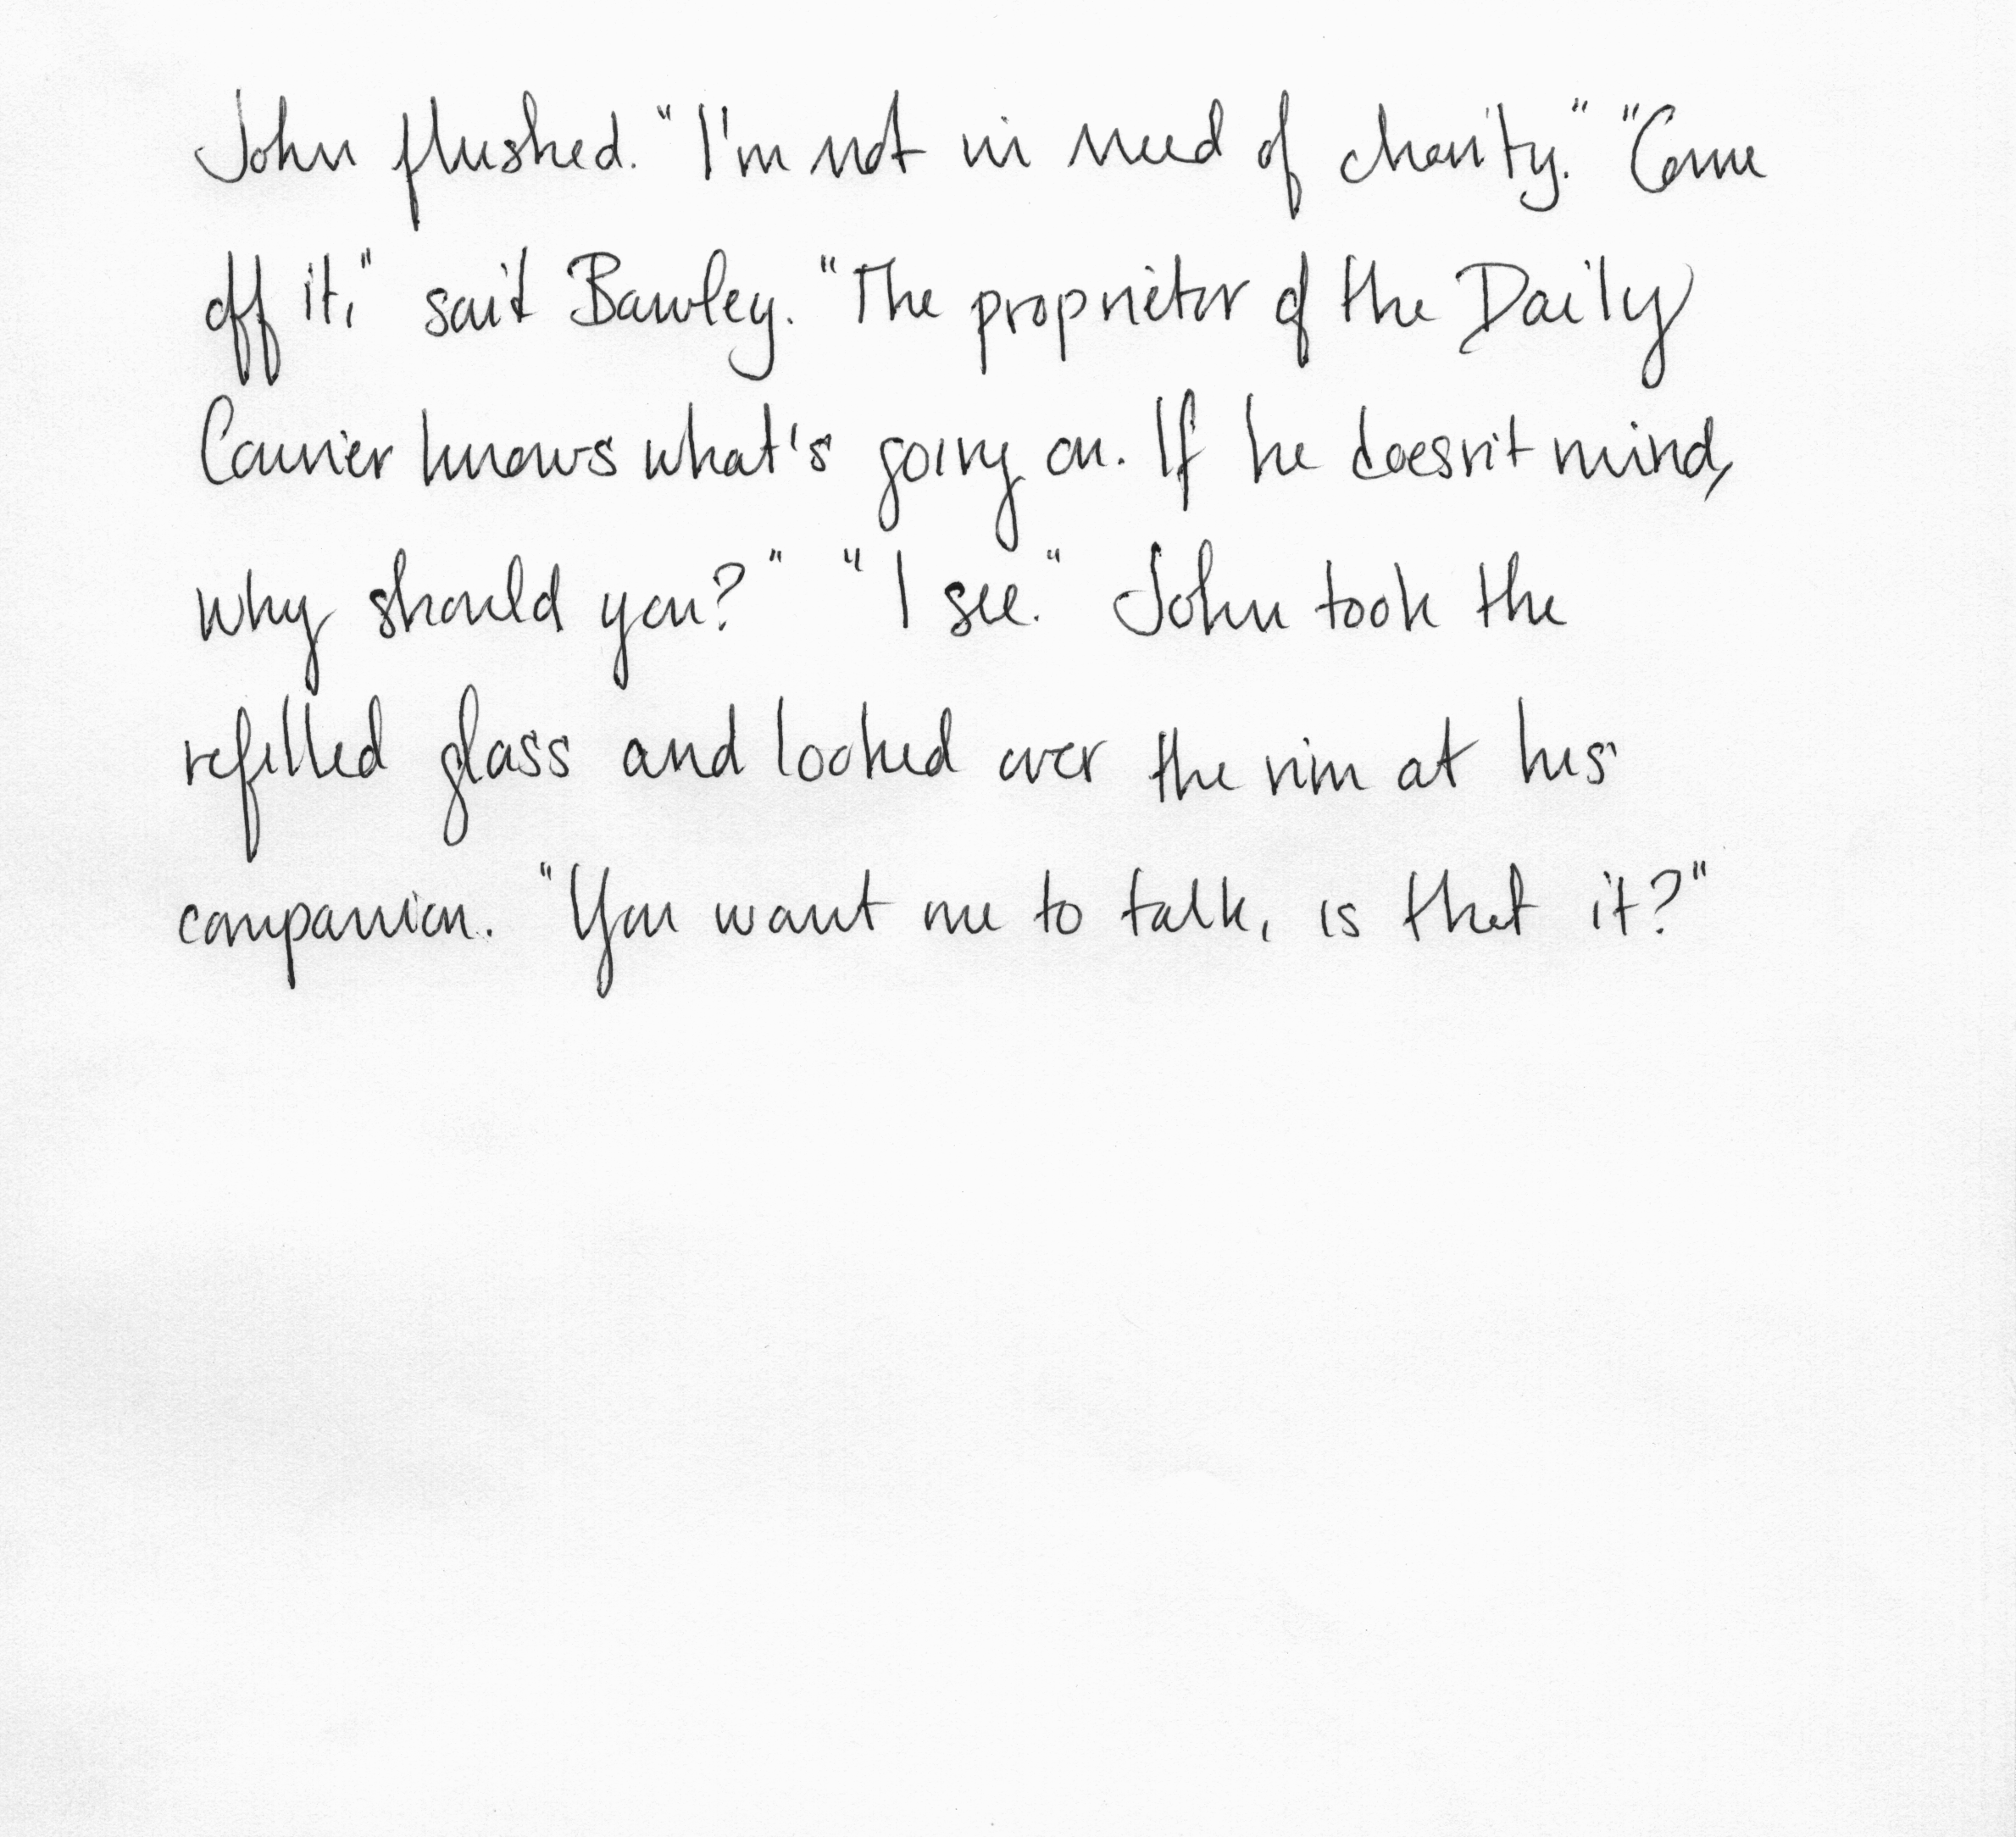 John flushed. "I'm not in need of charity." "Come
off it," said Bawley. "The proprietor of the Daily
Courier knows what's going on. If he doesn't mind,
why should you?" "I see." John took the
refilled glass and looked over the rim at his
companion. "You want me to talk, is that it?"